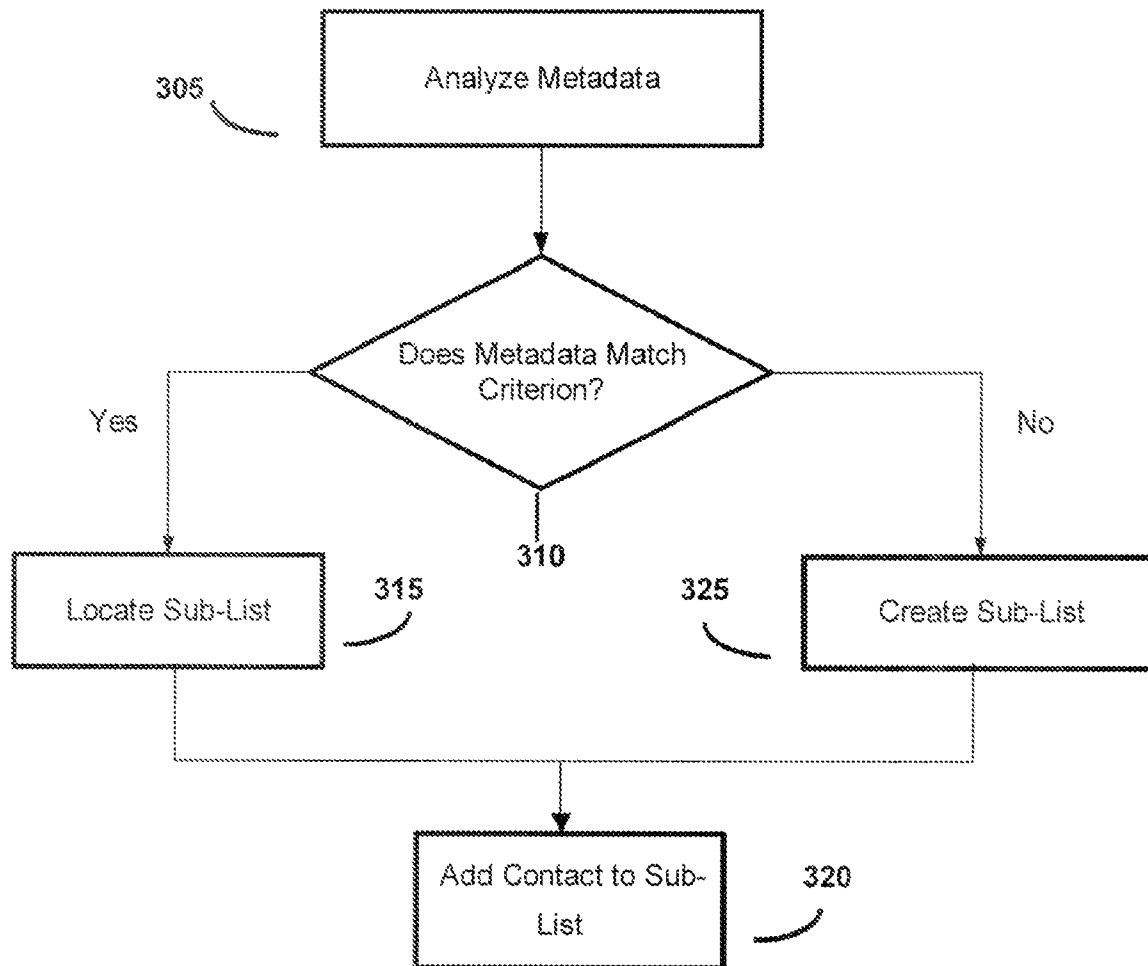 Analyze Metadata
305
Does Metadata Match
Criterion?
Yes
No
310
315
325
Locate Sub-List
Create Sub-List
Add Contact to Sub-
List
320